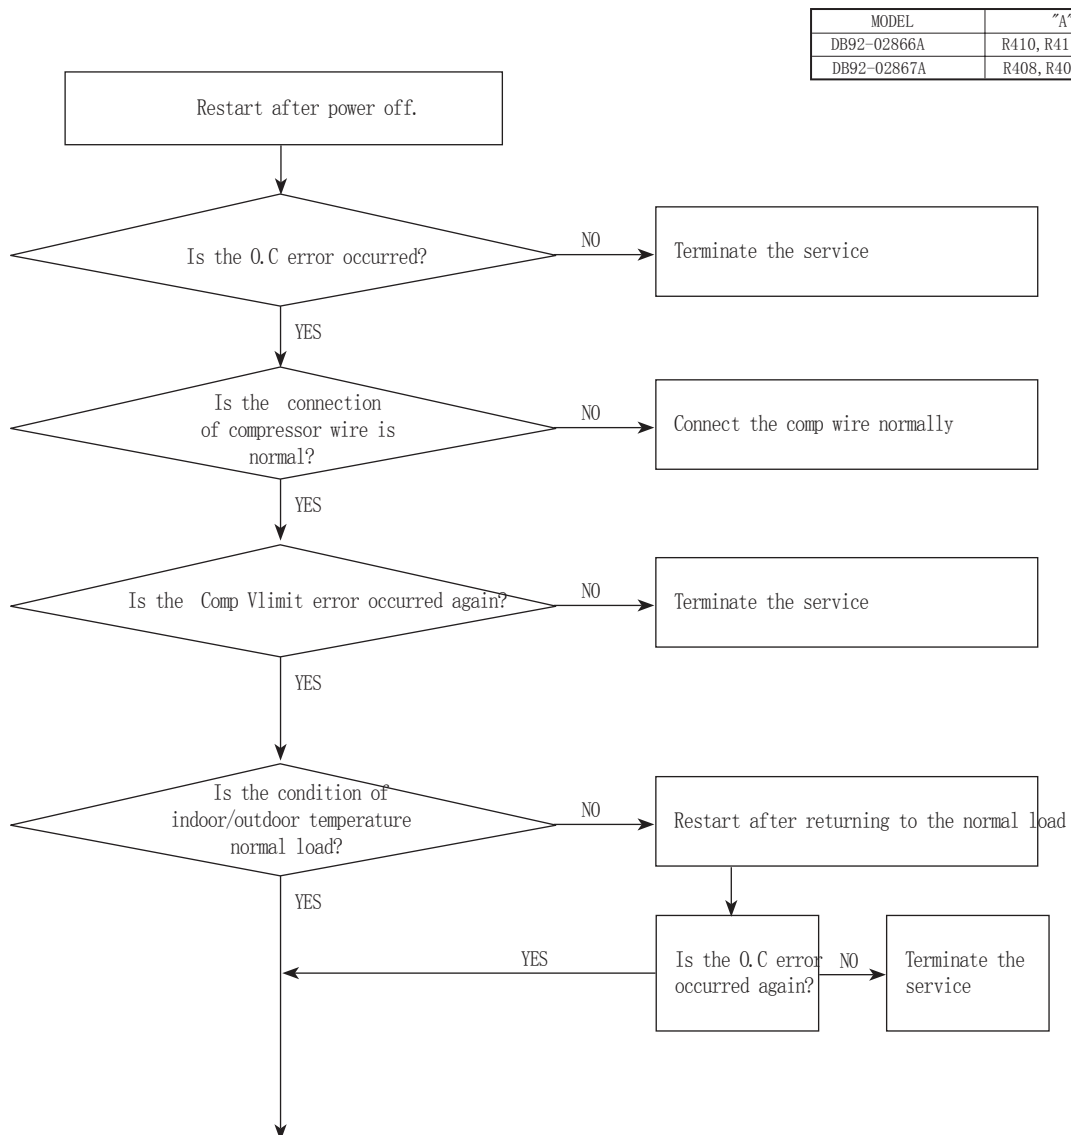 MODEL "A"
DB92-02866A R410, R41
DB92-02867A R408, R40
Restart after power off.
Is the O.C error occurred?
NO
Terminate the service
YES
Is the connection
of compressor wire is
normal?
NO
Connect the comp wire normally
YES
Is the Comp Vlimit error occurred again?
NO
Terminate the service
YES
Is the condition of
indoor/outdoor temperature
normal load?
NO
Restart after returning to the normal load
YES
Is the O.C error
occurred again?
YES
NO
Terminate the
service